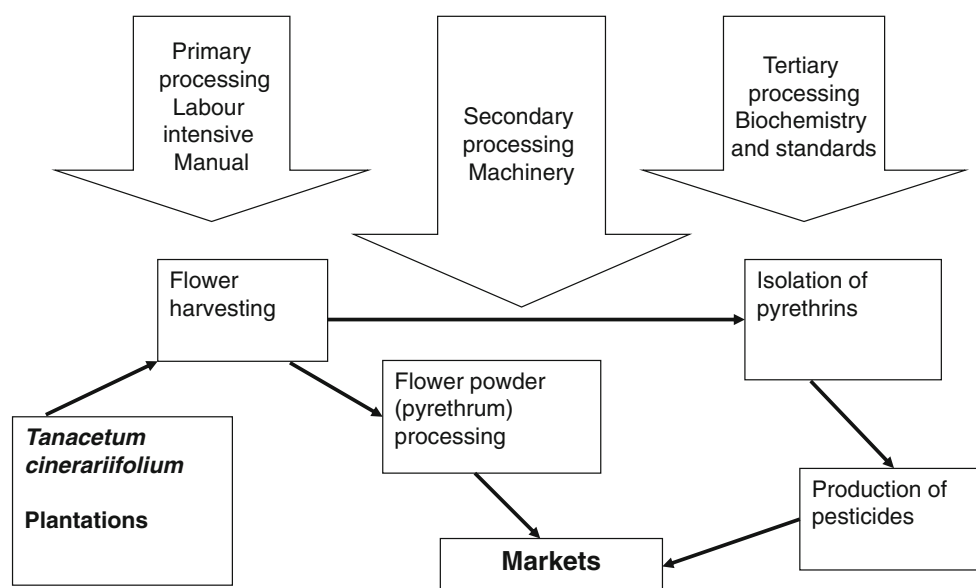 Primary
processing
Labour
intensive
Manual
Secondary
processing
Machinery
Tertiary
processing
Biochemistry
and standards
Flower
harvesting
Isolation of
pyrethrins
Flower powder
(pyrethrum)
processing
Tanacetum
cinerariifolium
Plantations
Production of
pesticides
Markets